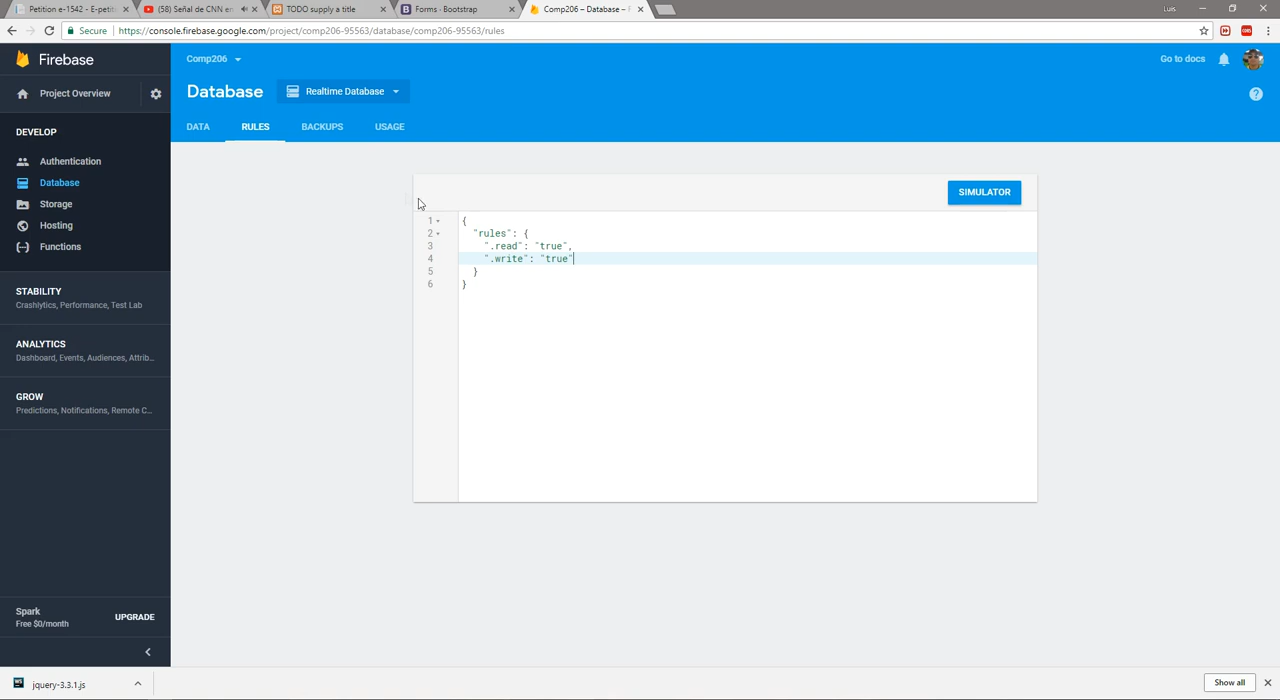 Petition e-1542 - E-petit
(58) Señal de CNN en
TODO supply a title
Forms · Bootstrap
Comp206 – Database – F
Luis
Secure
https://console.firebase.google.com/project/comp206-95563/database/comp206-95563/rules
Firebase
Comp206
Go to docs
Project Overview
Database
Realtime Database
DATA
RULES
BACKUPS
USAGE
DEVELOP
Authentication
Database
Storage
Hosting
Functions
SIMULATOR
1 {
2 "rules": {
3 ".read": "true",
4 ".write": "true"
5 }
6 }
STABILITY
Crashlytics, Performance, Test Lab
ANALYTICS
Dashboard, Events, Audiences, Attrib...
GROW
Predictions, Notifications, Remote C...
Spark
Free $0/month
UPGRADE
jquery-3.3.1.js
Show all